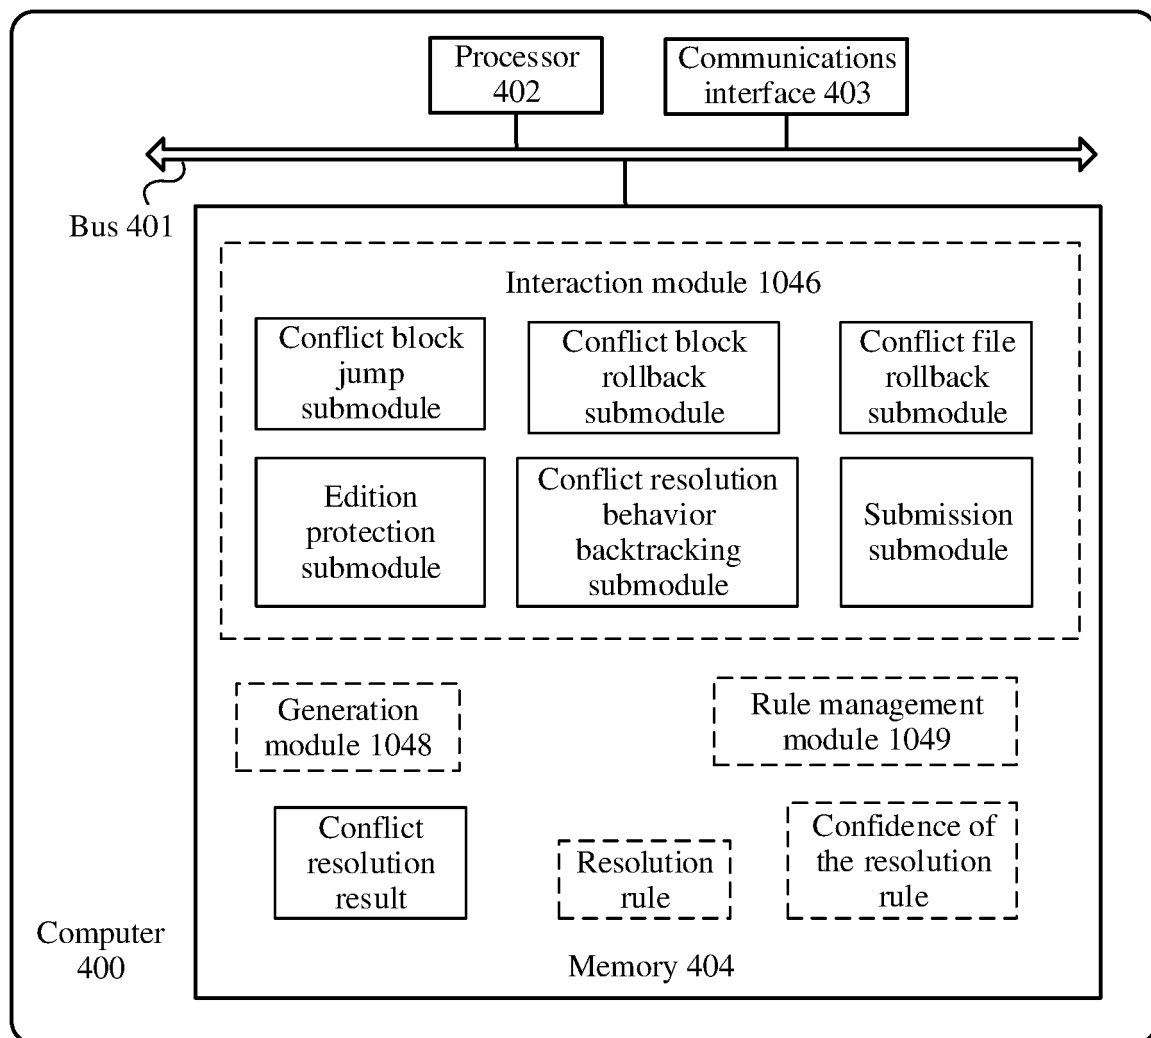 Processor
402
Communications
interface 403
Bus 401
Interaction module 1046
Conflict block
jump
submodule
Conflict block
rollback
submodule
Conflict file
rollback
submodule
Edition
protection
submodule
Conflict resolution
behavior
backtracking
submodule
Submission
submodule
Generation
module 1048
Rule management
module 1049
Conflict
resolution
result
Resolution
rule
Confidence of
the resolution
rule
Computer
400
Memory 404